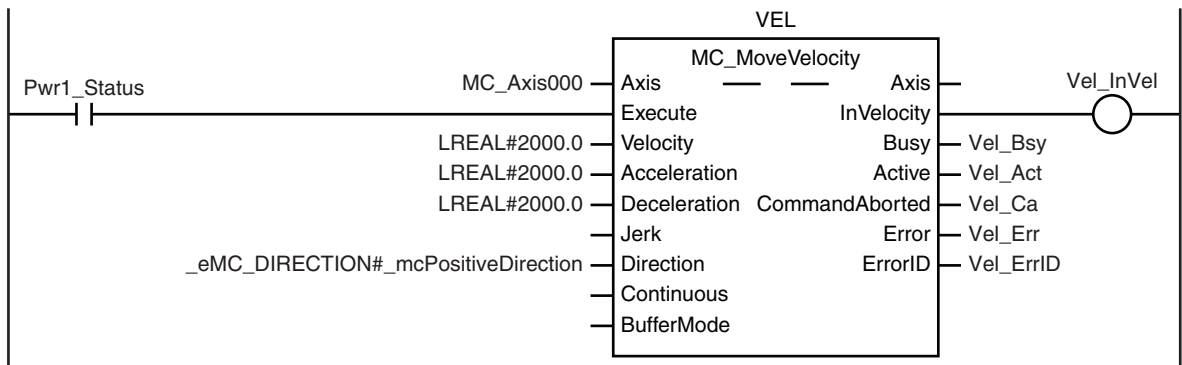 VEL
MC_MoveVelocity
Pwr1_Status MC_Axis000 Axis Axis Vel_InVel
Execute InVelocity
LREAL#2000.0 Velocity Busy Vel_Bsy
LREAL#2000.0 Acceleration Active Vel_Act
LREAL#2000.0 Deceleration CommandAborted Vel_Ca
Jerk Error Vel_Err
_eMC_DIRECTION#_mcPositiveDirection Direction ErrorID Vel_ErrID
Continuous
BufferMode